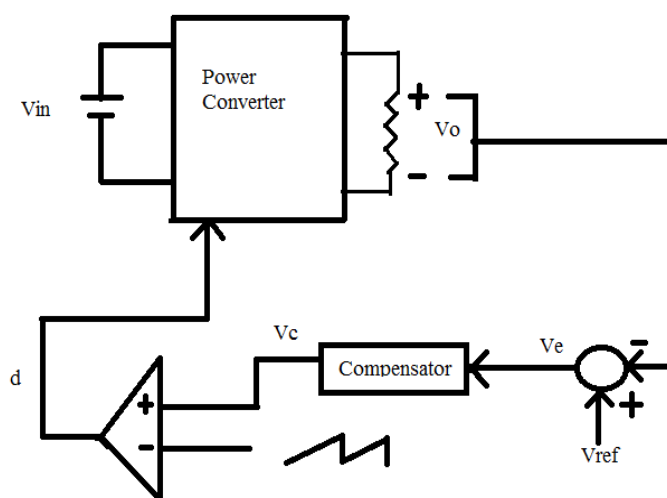 Power
Converter
Vin
+
Vo
-
Vc
Compensator
Ve
-
d
+
-
+
Vref